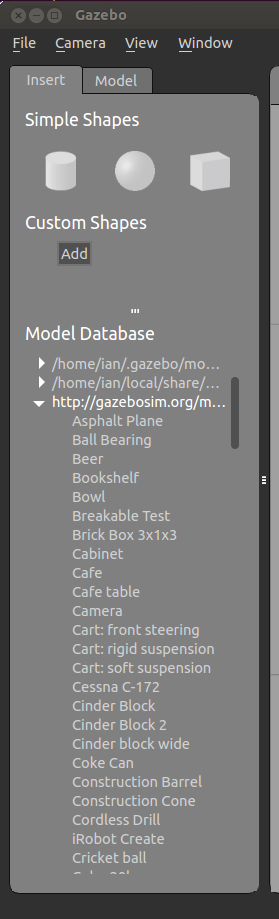 Gazebo
File Camera View Window
Insert Model
Simple Shapes
Custom Shapes
Add
Model Database
/home/ian/.gazebo/mo...
/home/ian/local/share/...
http://gazebosim.org/m...
Asphalt Plane
Ball Bearing
Beer
Bookshelf
Bowl
Breakable Test
Brick Box 3x1x3
Cabinet
Cafe
Cafe table
Camera
Cart: front steering
Cart: rigid suspension
Cart: soft suspension
Cessna C-172
Cinder Block
Cinder Block 2
Cinder block wide
Coke Can
Construction Barrel
Construction Cone
Cordless Drill
iRobot Create
Cricket ball